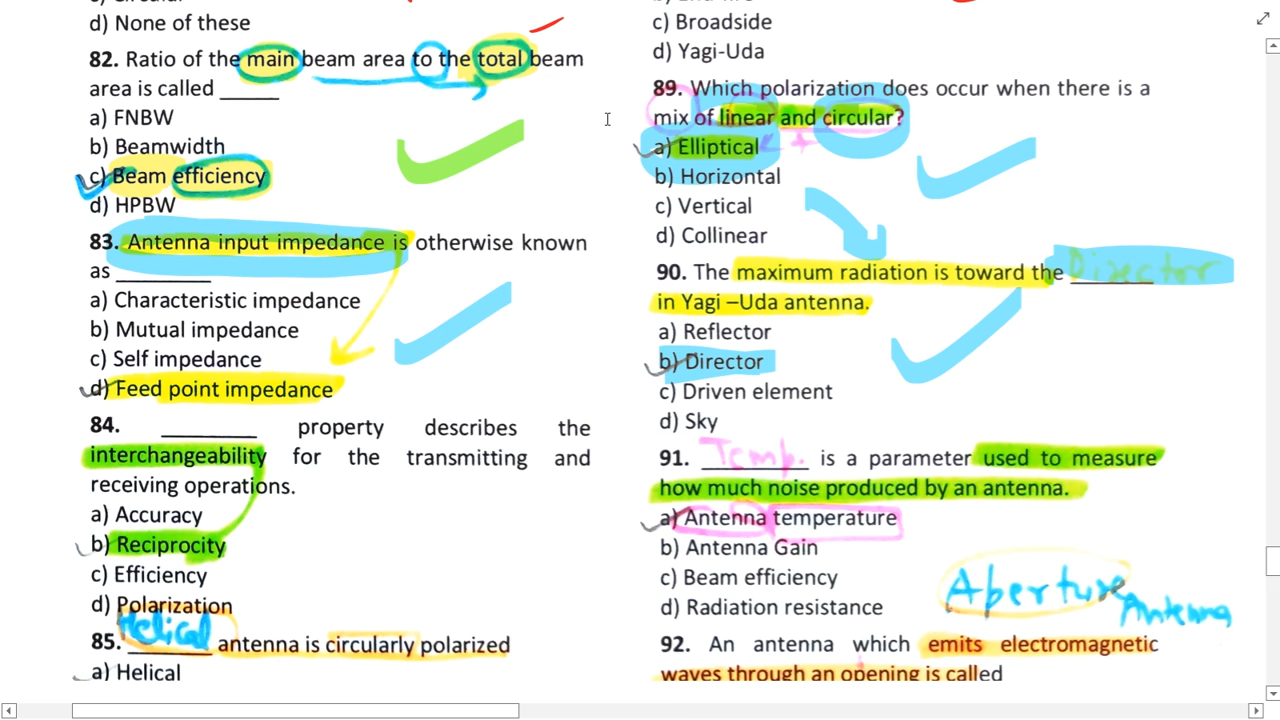 d) None of these
82. Ratio of the main beam area to the total beam
area is called ______
a) FNBW
b) Beamwidth
c) Beam efficiency
d) HPBW
83. Antenna input impedance is otherwise known
as __________
a) Characteristic impedance
b) Mutual impedance
c) Self impedance
d) Feed point impedance
84. __________ property describes the
interchangeability for the transmitting and
receiving operations.
a) Accuracy
b) Reciprocity
c) Efficiency
d) Polarization
Helical
85. _________ antenna is circularly polarized
a) Helical
c) Broadside
d) Yagi-Uda
89. Which polarization does occur when there is a
mix of linear and circular?
a) Elliptical
b) Horizontal
c) Vertical
d) Collinear
90. The maximum radiation is toward the Director
in Yagi –Uda antenna.
a) Reflector
b) Director
c) Driven element
d) Sky
91. Temp. is a parameter used to measure
how much noise produced by an antenna.
a) Antenna temperature
b) Antenna Gain
c) Beam efficiency
d) Radiation resistance
Aperture
Antenna
92. An antenna which emits electromagnetic
waves through an opening is called